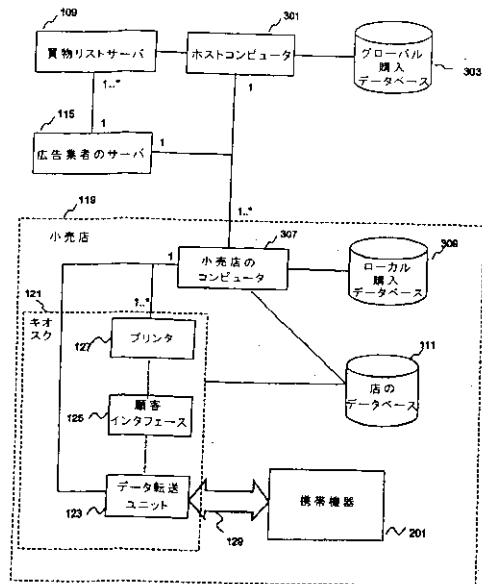 109
301
買物リストサーバ
ホストコンピュータ
グローバル
購入
データベース
303
1..*
1
115
1
広告業者のサーバ
1
119
1..*
小売店
307
1
小売店の
コンピュータ
309
ローカル
購入
データベース
121
キオ
スク
1..*
プリンタ
127
111
店の
データベース
顧客
インタフェース
125
データ転送
ユニット
123
129
携帯機器
201